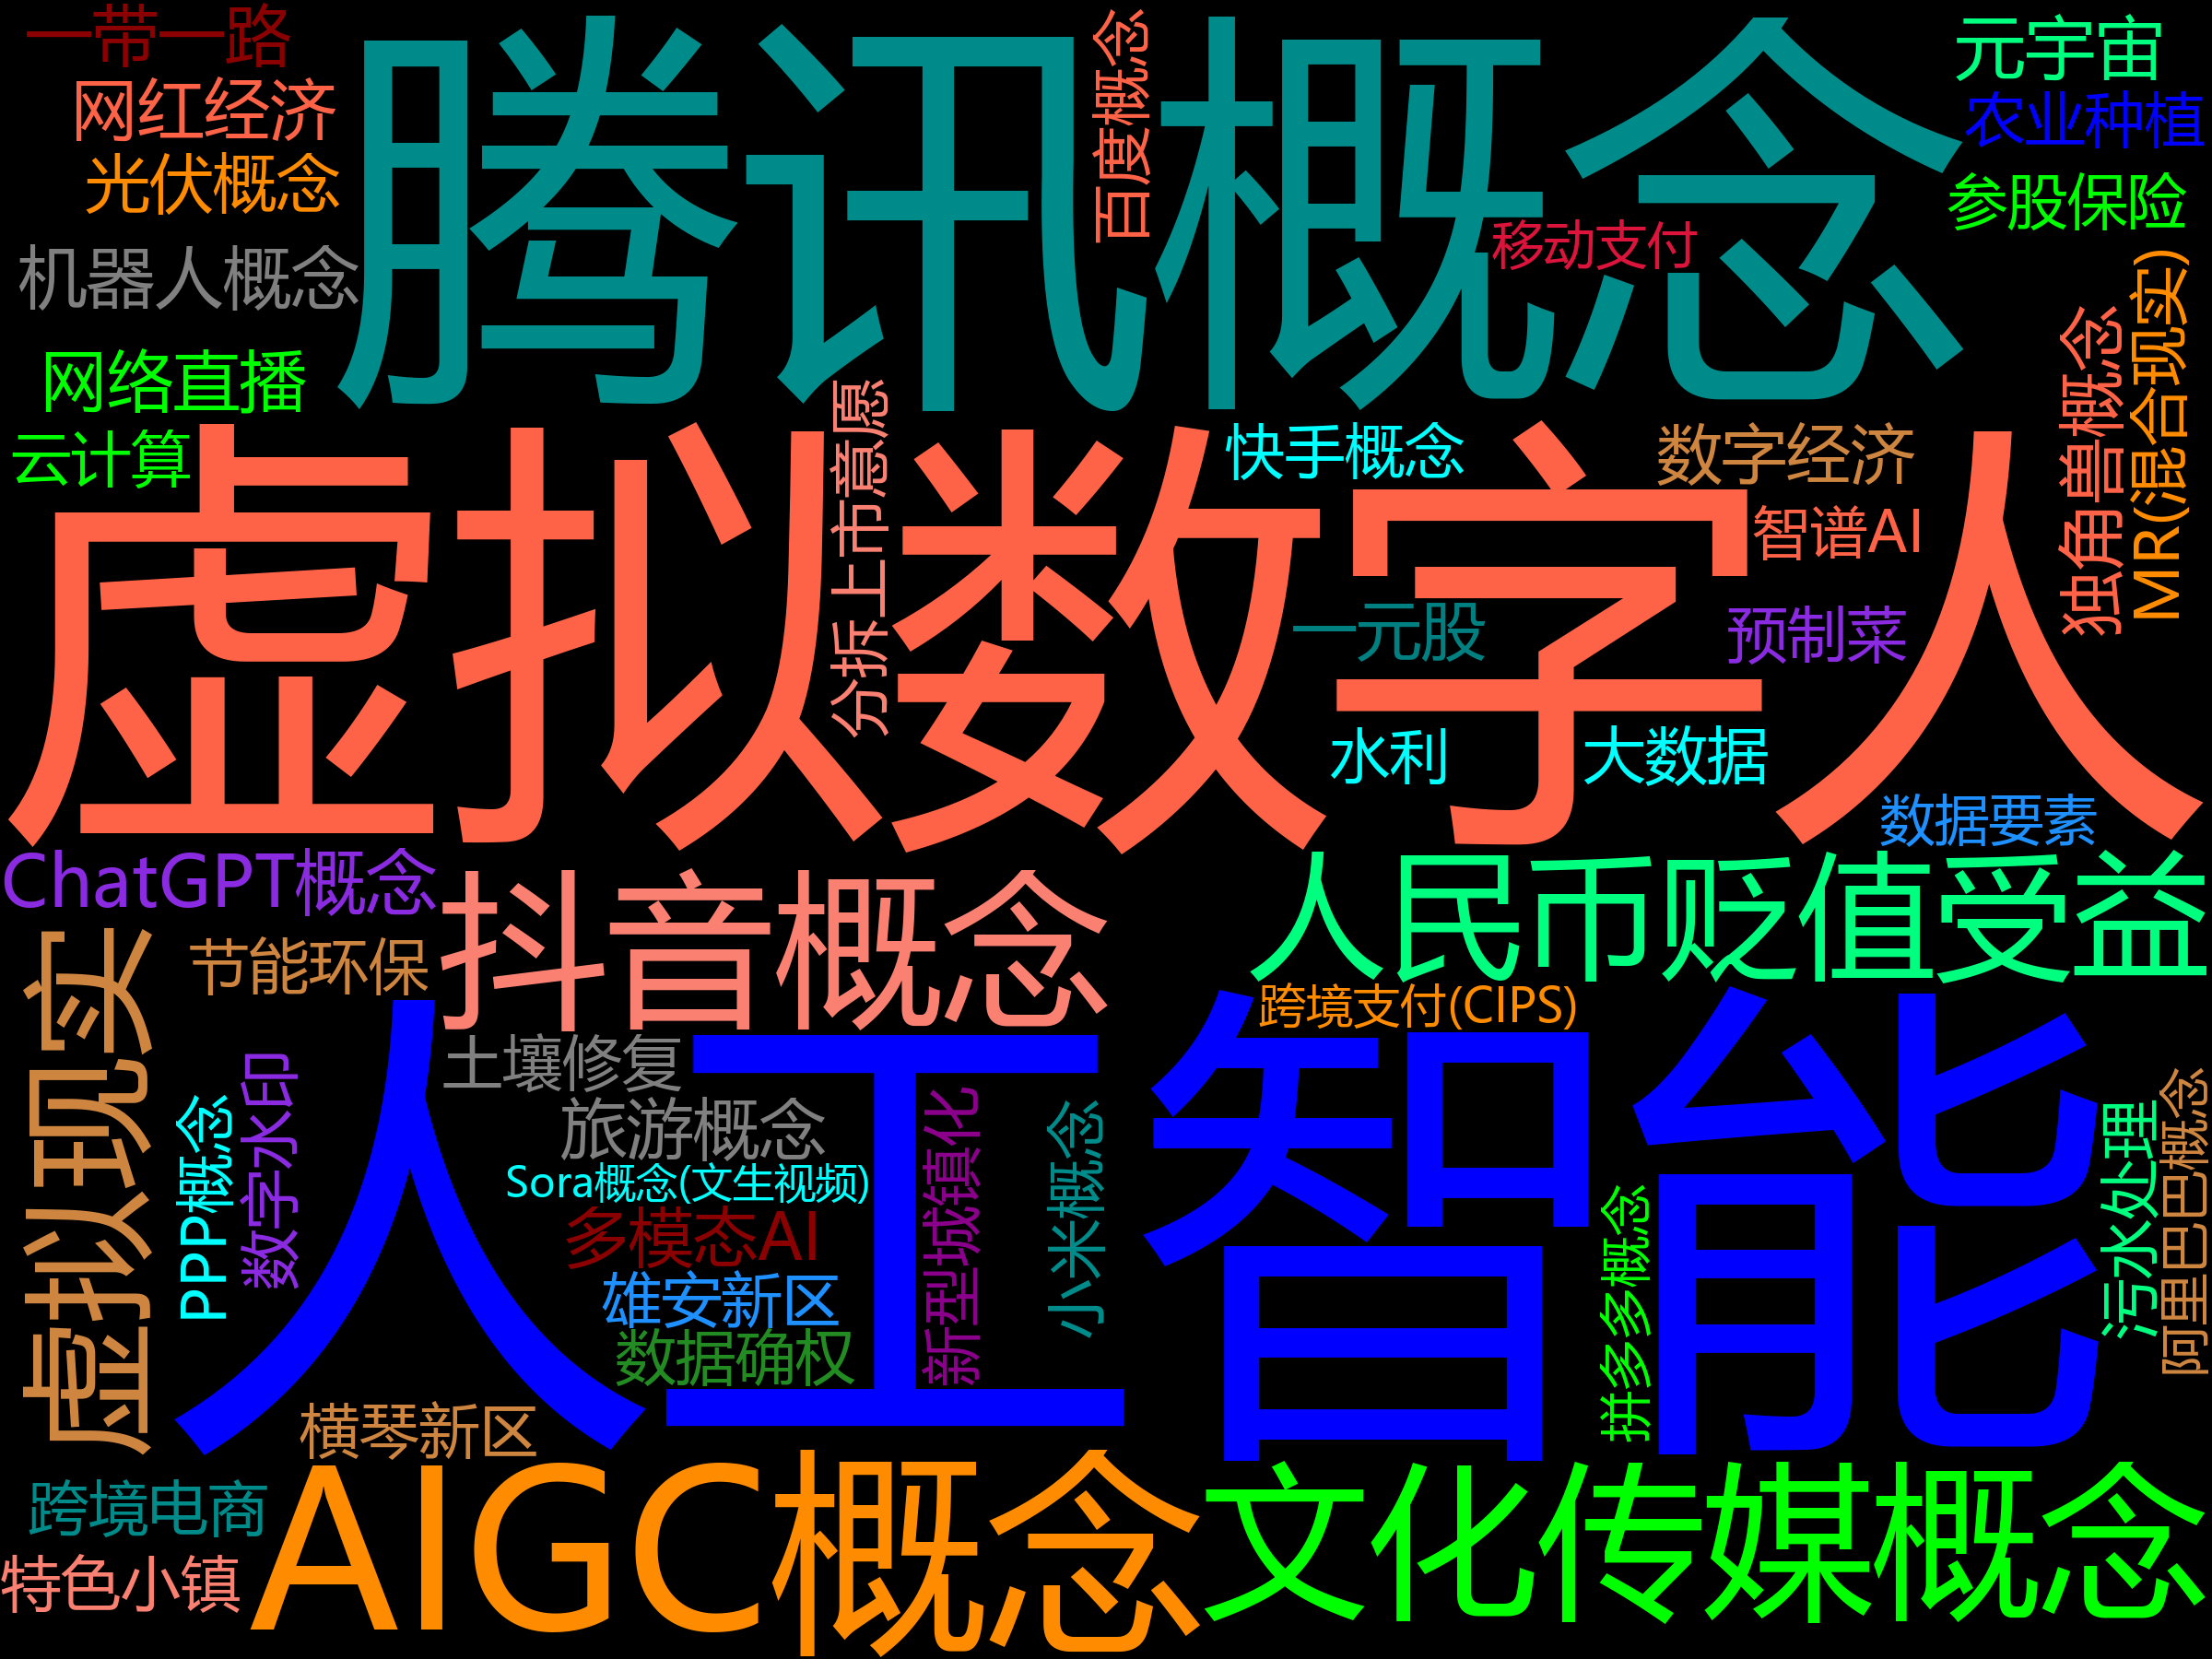 一带一路
腾讯概念
百度概念
元宇宙
网红经济
农业种植
光伏概念
参股保险
机器人概念
移动支付
网络直播
云计算
分拆上市意愿
快手概念
数字经济
独角兽概念
MR(混合现实)
虚拟数字人
智谱AI
一元股
预制菜
水利
大数据
数据要素
ChatGPT概念
抖音概念
人民币贬值受益
节能环保
跨境支付(CIPS)
虚拟现实
人工智能
土壤修复
PPP概念
数字水印
旅游概念
新型城镇化
小米概念
Sora概念(文生视频)
多模态AI
雄安新区
数据确权
拼多多概念
污水处理
阿里巴巴概念
横琴新区
跨境电商
AIGC概念
文化传媒概念
特色小镇